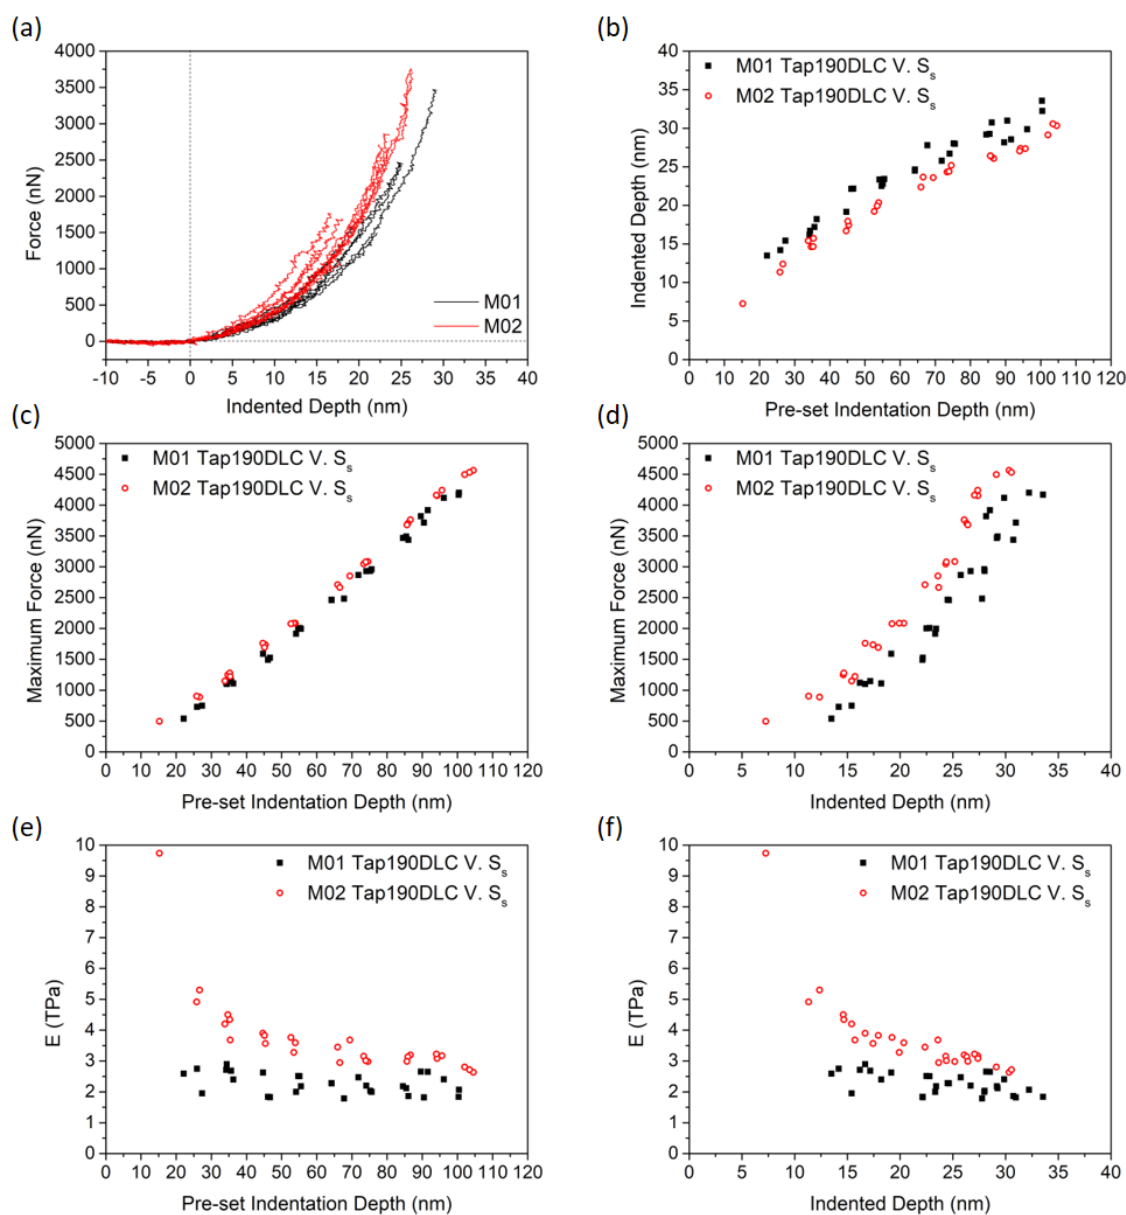 (a)
4000
3500
3000
2500
2000
1500
1000
500
0
Force (nN)
M01
M02
-10 -5 0 5 10 15 20 25 30 35 40
Indented Depth (nm)
(b)
40
35
30
25
20
15
10
5
0
Indented Depth (nm)
M01 Tap190DLC V. Ss
M02 Tap190DLC V. Ss
0 10 20 30 40 50 60 70 80 90 100 110 120
Pre-set Indentation Depth (nm)
(c)
5000
4500
4000
3500
3000
2500
2000
1500
1000
500
0
Maximum Force (nN)
M01 Tap190DLC V. Ss
M02 Tap190DLC V. Ss
0 10 20 30 40 50 60 70 80 90 100 110 120
Pre-set Indentation Depth (nm)
(d)
5000
4500
4000
3500
3000
2500
2000
1500
1000
500
0
Maximum Force (nN)
M01 Tap190DLC V. Ss
M02 Tap190DLC V. Ss
0 5 10 15 20 25 30 35 40
Indented Depth (nm)
(e)
10
9
8
7
6
5
4
3
2
1
0
E (TPa)
M01 Tap190DLC V. Ss
M02 Tap190DLC V. Ss
0 10 20 30 40 50 60 70 80 90 100 110 120
Pre-set Indentation Depth (nm)
(f)
10
9
8
7
6
5
4
3
2
1
0
E (TPa)
M01 Tap190DLC V. Ss
M02 Tap190DLC V. Ss
0 5 10 15 20 25 30 35 40
Indented Depth (nm)